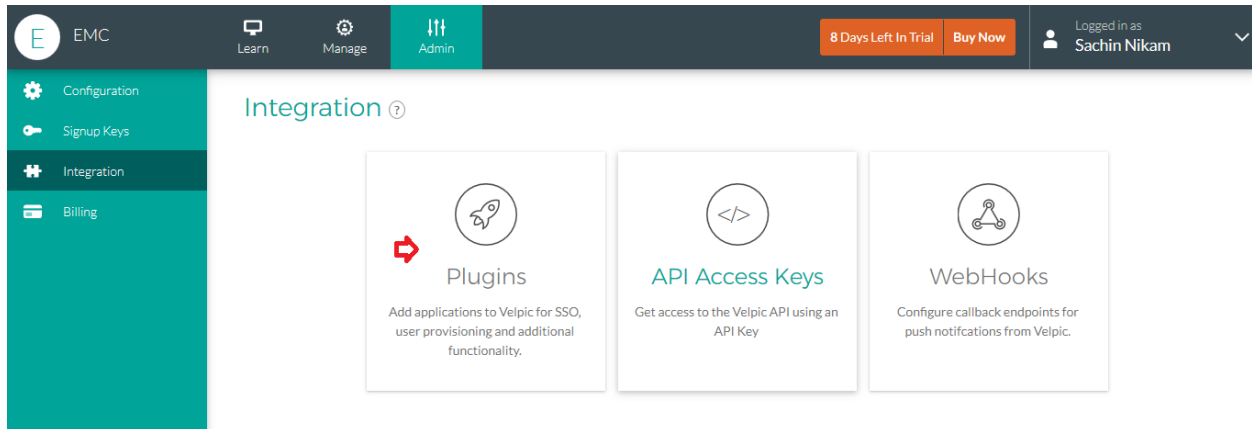 E EMC
Learn
Manage
Admin
8 Days Left In Trial
Buy Now
Logged in as
Sachin Nikam
Configuration
Signup Keys
Integration
Billing
Integration ?
Plugins
Add applications to Velpic for SSO,
user provisioning and additional
functionality.
</>
API Access Keys
Get access to the Velpic API using an
API Key
WebHooks
Configure callback endpoints for
push notifcations from Velpic.